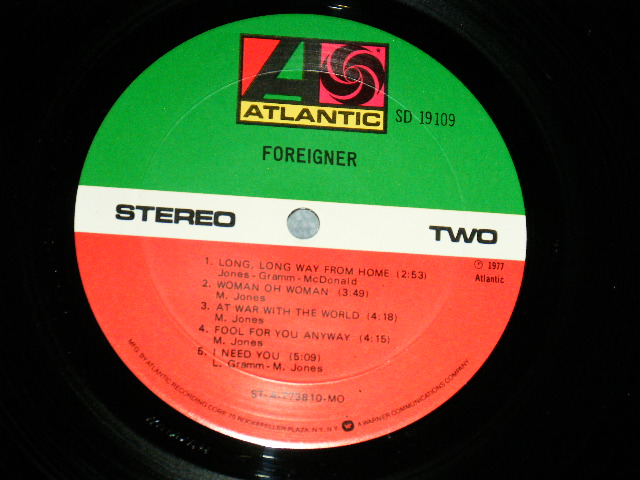 ATLANTIC
SD 19109
FOREIGNER
STEREO
TWO
1. LONG, LONG WAY FROM HOME (2:53)
Jones-Gramm-McDonald
2. WOMAN OH WOMAN (3:49)
M. Jones
3. AT WAR WITH THE WORLD (4:18)
M. Jones
4. FOOL FOR YOU ANYWAY (4:15)
M. Jones
5. I NEED YOU (5:09)
L. Gramm-M. Jones
℗ 1977
Atlantic
ST-A-773810-MO
MFG. BY ATLANTIC RECORDING CORP. 75 ROCKEFELLER PLAZA, N.Y., N.Y.
A WARNER COMMUNICATIONS COMPANY